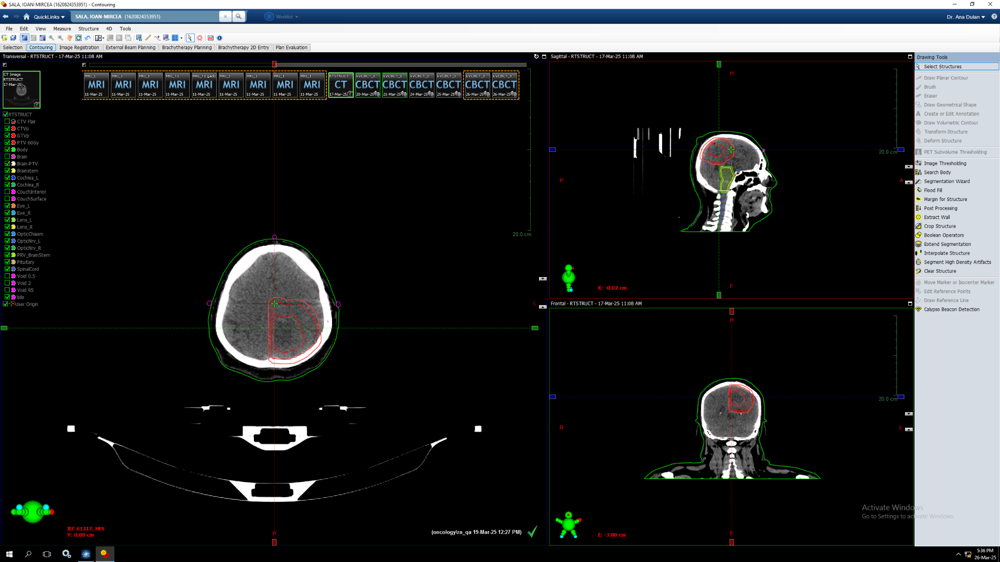 SALA, IOAN-MIRCEA (1620824353951) - Contouring
QuickLinks
SALA, IOAN-MIRCEA (1620824353951)
0 Worklist
Dr. Ana Dulan
File Edit View Measure Structure 4D Tools
Selection Contouring Image Registration External Beam Planning Brachytherapy Planning Brachytherapy 2D Entry Plan Evaluation
Transversal - RTSTRUCT - 17-Mar-25 11:08 AM
CT Image
RTSTRUCT
17-Mar-25
MRI_1 MRI_1 MRI_1 MRI_T1 MRI_T1 gado MRI_1 MRI_1 MRI_1 MRI_1 RTSTRUCT kVCBCT_0 kVCBCT_0 kVCBCT_0 kVCBCT_0 kVCBCT_0 kVCBCT_0
MRI MRI MRI MRI MRI MRI MRI MRI MRI CT CBCT CBCT CBCT CBCT CBCT CBCT
11-Mar-25 11-Mar-25 11-Mar-25 11-Mar-25 11-Mar-25 11-Mar-25 11-Mar-25 11-Mar-25 11-Mar-25 17-Mar-25 20-Mar-25 21-Mar-25 24-Mar-25 25-Mar-25 26-Mar-25 26-Mar-25
RTSTRUCT
CTV Flair
CTVp
GTVp
PTV 60Gy
Body
Brain
Brain-PTV
Brainstem
Cochlea_L
Cochlea_R
CouchInterior
CouchSurface
Eye_L
Eye_R
Lens_L
Lens_R
OpticChiasm
OpticNrv_L
OpticNrv_R
PRV_BrainStem
Pituitary
SpinalCord
Void 0.5
Void 2
Void 95
bile
User Origin
20.0 cm
L
P
IEC 61217, HFS
Y: 0.00 cm
(oncology\ra_qa 19-Mar-25 12:27 PM)
Sagittal - RTSTRUCT - 17-Mar-25 11:08 AM
H
20.0 cm
P
A
F
X: -0.02 cm
Frontal - RTSTRUCT - 17-Mar-25 11:08 AM
H
20.0 cm
R
L
F
Z: -3.00 cm
Drawing Tools
Select Structures
Draw Planar Contour
Brush
Eraser
Draw Geometrical Shape
Create or Edit Annotation
Draw Volumetric Contour
Transform Structure
Deform Structure
PET Subvolume Thresholding
Image Thresholding
Search Body
Segmentation Wizard
Flood Fill
Margin for Structure
Post Processing
Extract Wall
Crop Structure
Boolean Operators
Extend Segmentation
Interpolate Structure
Segment High Density Artifacts
Clear Structure
Move Marker or Isocenter Marker
Edit Reference Points
Draw Reference Line
Calypso Beacon Detection
Activate Windows
Go to Settings to activate Windows.
5:36 PM
26-Mar-25